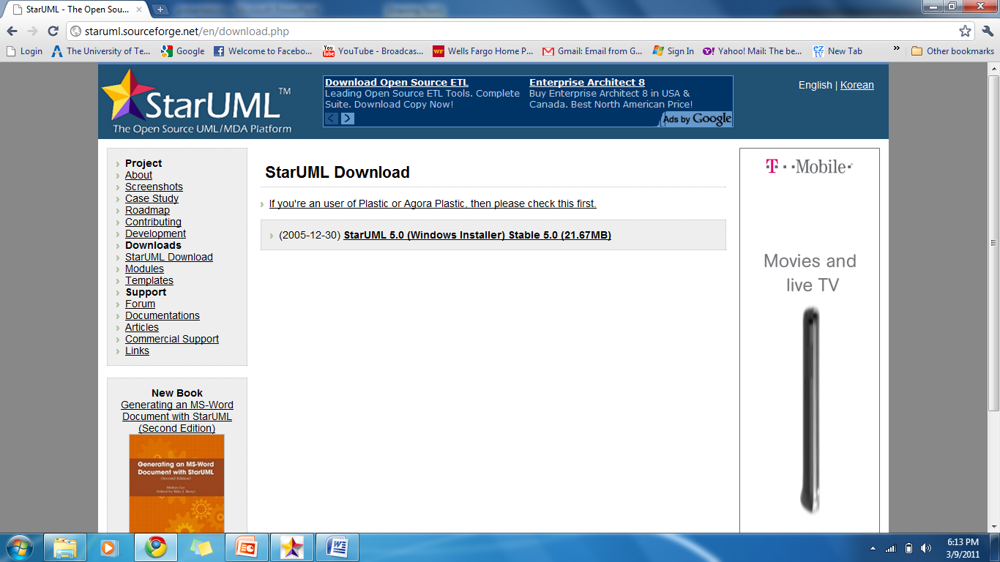 StarUML - The Open Sou...
staruml.sourceforge.net/en/download.php
Login
The University of Te...
Google
Welcome to Facebo...
YouTube - Broadcas...
Wells Fargo Home P...
Gmail: Email from G...
Sign In
Yahoo! Mail: The be...
New Tab
»
Other bookmarks
StarUML™
The Open Source UML/MDA Platform
Download Open Source ETL
Leading Open Source ETL Tools. Complete
Suite. Download Copy Now!
Enterprise Architect 8
Buy Enterprise Architect 8 in USA &
Canada. Best North American Price!
Ads by Google
English | Korean
Project
About
Screenshots
Case Study
Roadmap
Contributing
Development
Downloads
StarUML Download
Modules
Templates
Support
Forum
Documentations
Articles
Commercial Support
Links
New Book
Generating an MS-Word
Document with StarUML
(Second Edition)
Generating an MS-Word
Document with StarUML
(Second Edition)
StarUML Download
If you're an user of Plastic or Agora Plastic, then please check this first.
(2005-12-30) StarUML 5.0 (Windows Installer) Stable 5.0 (21.67MB)
T··Mobile·
Movies and
live TV
6:13 PM
3/9/2011